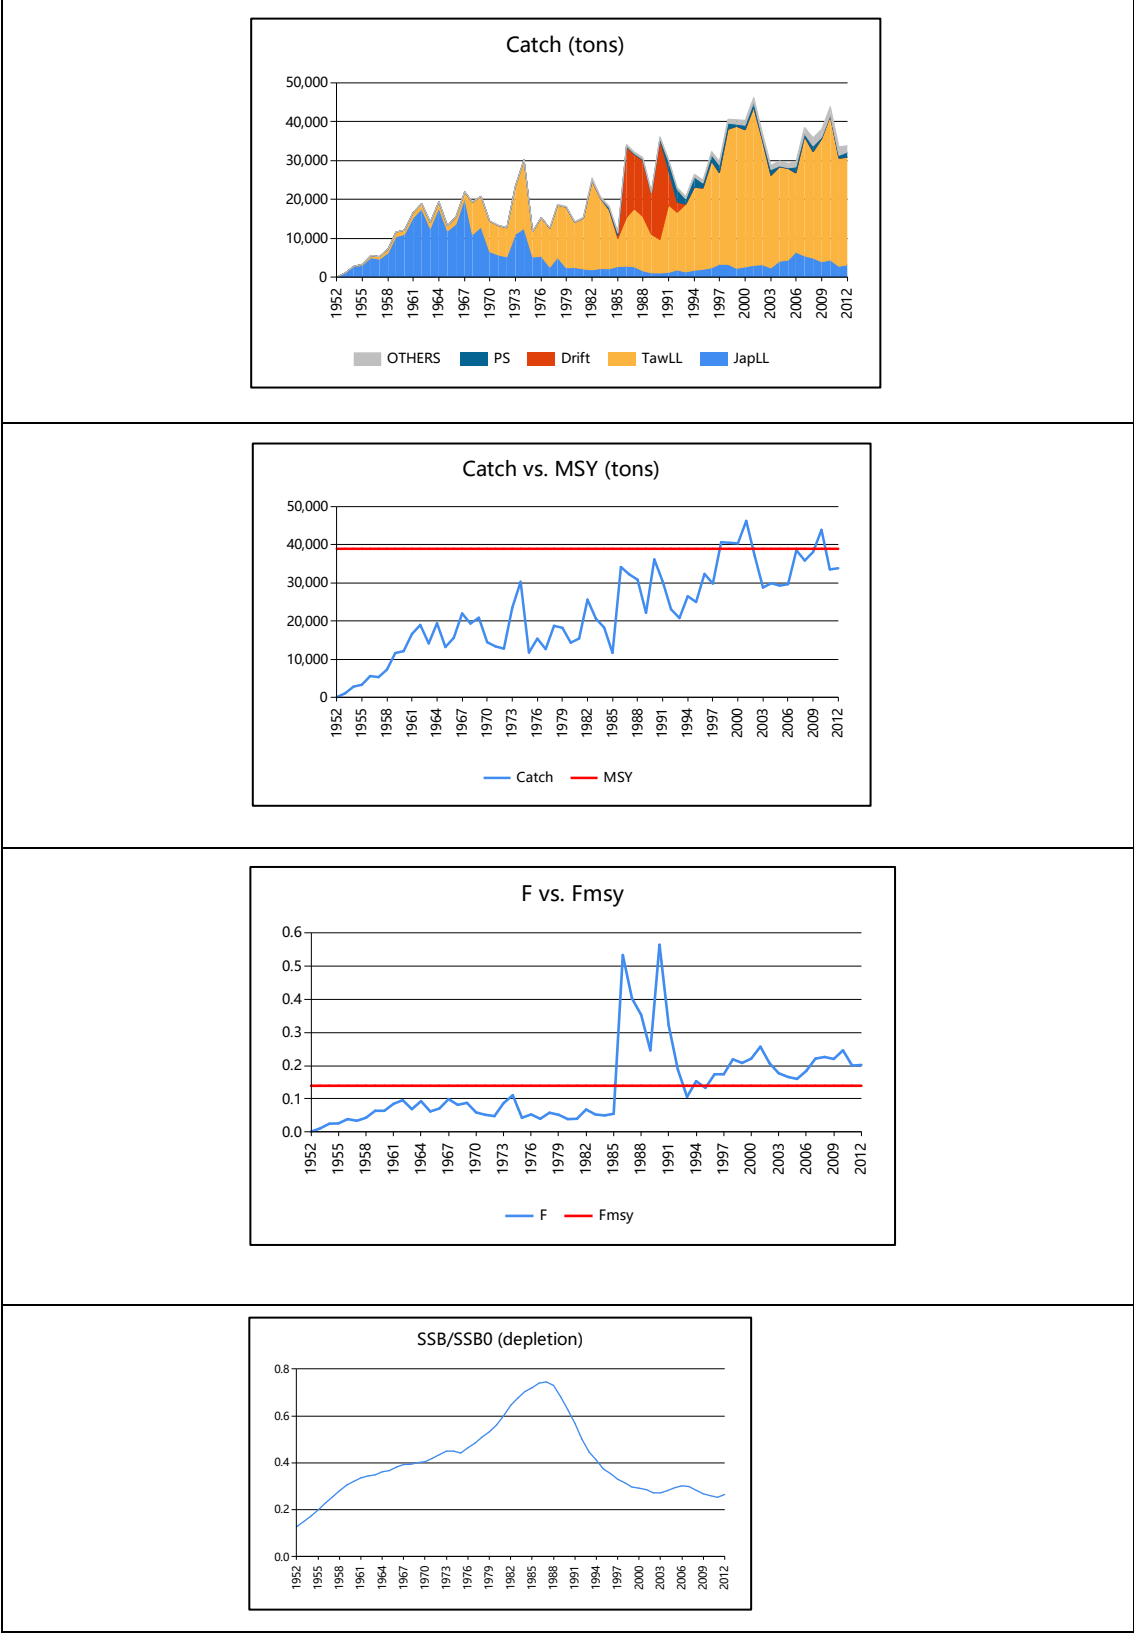 Catch (tons)
50,000
40,000
30,000
20,000
10,000
0
1952 1955 1958 1961 1964 1967 1970 1973 1976 1979 1982 1985 1988 1991 1994 1997 2000 2003 2006 2009 2012
OTHERS PS Drift TawLL JapLL
Catch vs. MSY (tons)
50,000
40,000
30,000
20,000
10,000
0
1952 1955 1958 1961 1964 1967 1970 1973 1976 1979 1982 1985 1988 1991 1994 1997 2000 2003 2006 2009 2012
Catch MSY
F vs. Fmsy
0.6
0.5
0.4
0.3
0.2
0.1
0.0
1952 1955 1958 1961 1964 1967 1970 1973 1976 1979 1982 1985 1988 1991 1994 1997 2000 2003 2006 2009 2012
F Fmsy
SSB/SSB0 (depletion)
0.8
0.6
0.4
0.2
0.0
1952 1955 1958 1961 1964 1967 1970 1973 1976 1979 1982 1985 1988 1991 1994 1997 2000 2003 2006 2009 2012